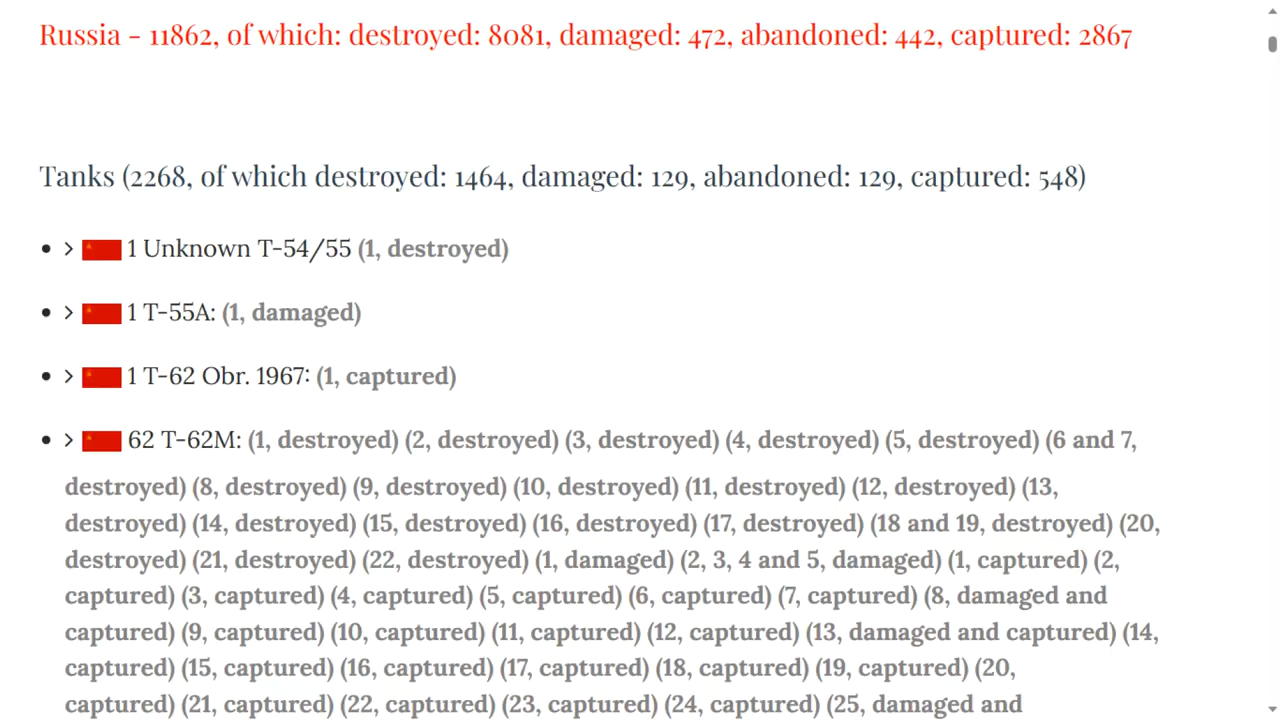 Russia - 11862, of which: destroyed: 8081, damaged: 472, abandoned: 442, captured: 2867
Tanks (2268, of which destroyed: 1464, damaged: 129, abandoned: 129, captured: 548)
• > 1 Unknown T-54/55 (1, destroyed)
• > 1 T-55A: (1, damaged)
• > 1 T-62 Obr. 1967: (1, captured)
• > 62 T-62M: (1, destroyed) (2, destroyed) (3, destroyed) (4, destroyed) (5, destroyed) (6 and 7,
destroyed) (8, destroyed) (9, destroyed) (10, destroyed) (11, destroyed) (12, destroyed) (13,
destroyed) (14, destroyed) (15, destroyed) (16, destroyed) (17, destroyed) (18 and 19, destroyed) (20,
destroyed) (21, destroyed) (22, destroyed) (1, damaged) (2, 3, 4 and 5, damaged) (1, captured) (2,
captured) (3, captured) (4, captured) (5, captured) (6, captured) (7, captured) (8, damaged and
captured) (9, captured) (10, captured) (11, captured) (12, captured) (13, damaged and captured) (14,
captured) (15, captured) (16, captured) (17, captured) (18, captured) (19, captured) (20,
captured) (21, captured) (22, captured) (23, captured) (24, captured) (25, damaged and